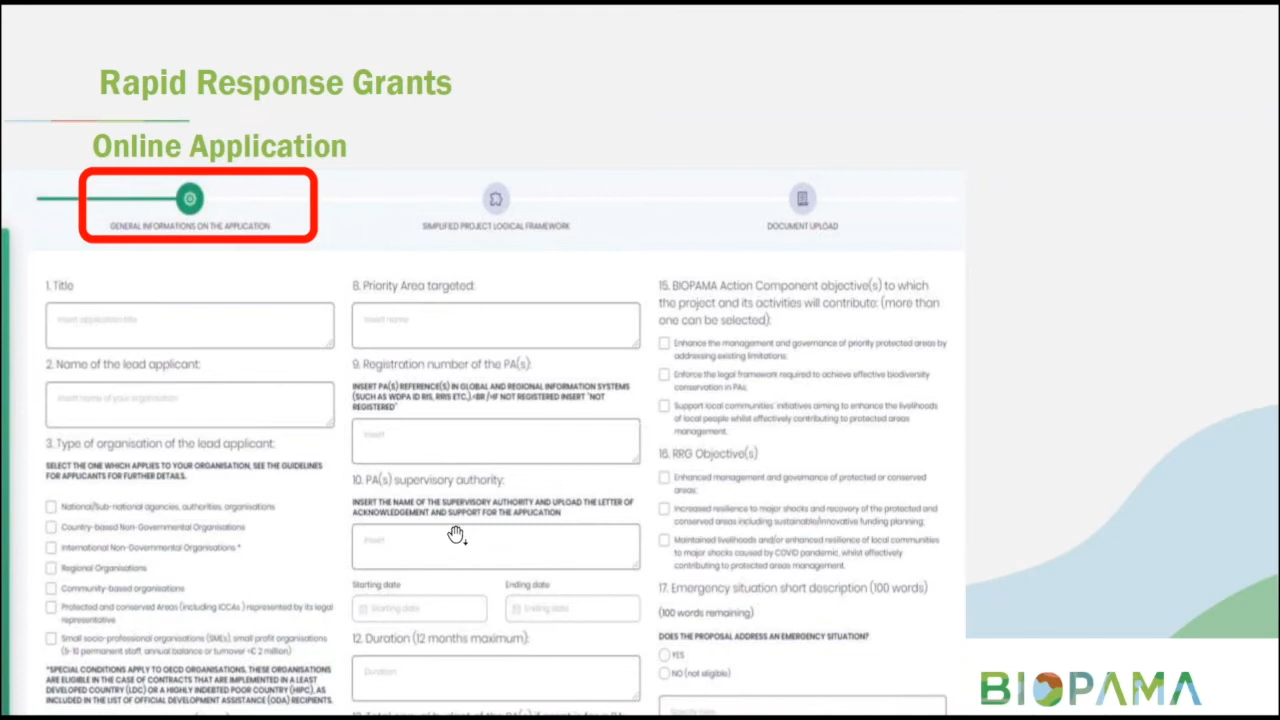 Rapid Response Grants
Online Application
GENERAL INFORMATIONS ON THE APPLICATION
SIMPLIFIED PROJECT LOGICAL FRAMEWORK
DOCUMENT UPLOAD
1. Title
Insert application title
2. Name of the lead applicant:
Insert name of your organisation
3. Type of organisation of the lead applicant:
SELECT THE ONE WHICH APPLIES TO YOUR ORGANISATION, SEE THE GUIDELINES
FOR APPLICANTS FOR FURTHER DETAILS.
National/Sub-national agencies, authorities, organisations
Country-based Non-Governmental Organisations
International Non-Governmental Organisations *
Regional Organisations
Community-based organisations
Protected and conserved Areas (including ICCAs ) represented by its legal
representative
Small socio-professional organisations (SMEs), small profit organisations
(5-10 permanent staff, annual balance or turnover <€ 2 million)
*SPECIAL CONDITIONS APPLY TO OECD ORGANISATIONS. THESE ORGANISATIONS
ARE ELIGIBLE IN THE CASE OF CONTRACTS THAT ARE IMPLEMENTED IN A LEAST
DEVELOPED COUNTRY (LDC) OR A HIGHLY INDEBTED POOR COUNTRY (HIPC), AS
INCLUDED IN THE LIST OF OFFICIAL DEVELOPMENT ASSISTANCE (ODA) RECIPIENTS.
8. Priority Area targeted:
Insert name
9. Registration number of the PA(s):
INSERT PA(S) REFERENCE(S) IN GLOBAL AND REGIONAL INFORMATION SYSTEMS
(SUCH AS WDPA ID RIS, RRIS ETC.).<BR />IF NOT REGISTERED INSERT "NOT
REGISTERED"
Insert
10. PA(s) supervisory authority:
INSERT THE NAME OF THE SUPERVISORY AUTHORITY AND UPLOAD THE LETTER OF
ACKNOWLEDGEMENT AND SUPPORT FOR THE APPLICATION
Insert
Starting date Ending date
Starting date Ending date
12. Duration (12 months maximum):
Duration
15. BIOPAMA Action Component objective(s) to which
the project and its activities will contribute: (more than
one can be selected):
Enhance the management and governance of priority protected areas by
addressing existing limitations;
Enforce the legal framework required to achieve effective biodiversity
conservation in PAs;
Support local communities' initiatives aiming to enhance the livelihoods
of local people whilst effectively contributing to protected areas
management.
16. RRG Objective(s)
Enhanced management and governance of protected or conserved
areas;
Increased resilience to major shocks and recovery of the protected and
conserved areas including sustainable/innovative funding planning;
Maintained livelihoods and/or enhanced resilience of local communities
to major shocks caused by COVID pandemic, whilst effectively
contributing to protected areas management.
17. Emergency situation short description (100 words)
(100 words remaining)
DOES THE PROPOSAL ADDRESS AN EMERGENCY SITUATION?
YES
NO (not eligible)
BIOPAMA